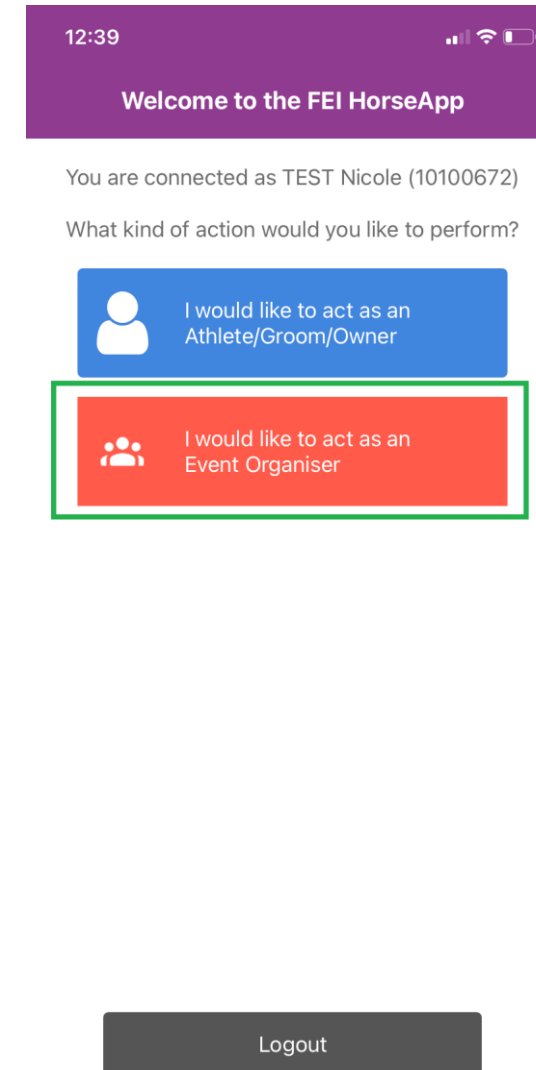 12:39
Welcome to the FEI HorseApp
You are connected as TEST Nicole (10100672)
What kind of action would you like to perform?
I would like to act as an
Athlete/Groom/Owner
I would like to act as an
Event Organiser
Logout